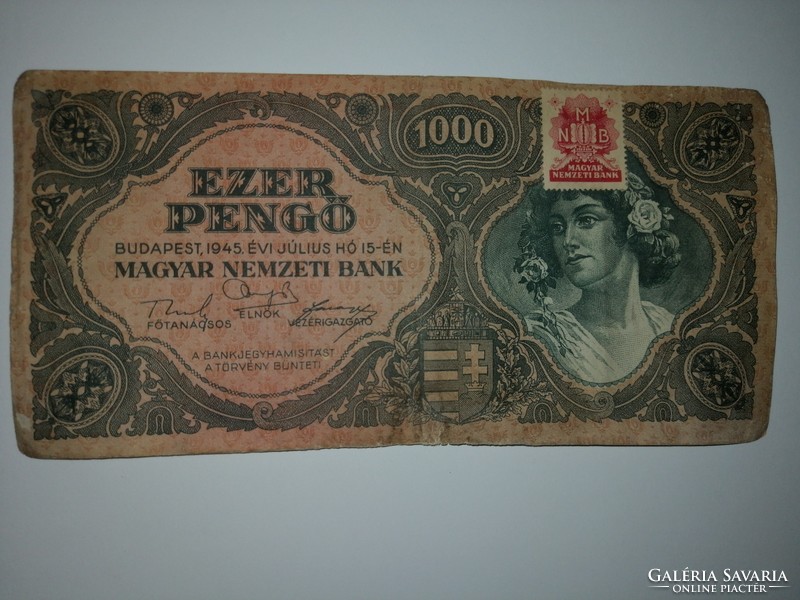 1000
M
N B
MAGYAR
NEMZETI BANK
EZER
PENGŐ
BUDAPEST, 1945. ÉVI JÚLIUS HÓ 15-ÉN
MAGYAR NEMZETI BANK
FŐTANÁCSOS
ELNÖK
VEZÉRIGAZGATÓ
A BANKJEGYHAMISÍTÁST
A TÖRVÉNY BÜNTETI
GALÉRIA SAVARIA
ONLINE PIACTÉR